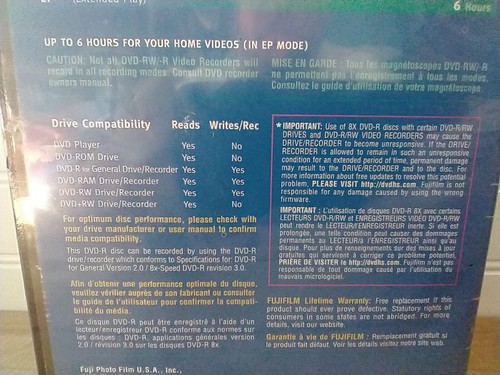 (Extended Play)
6 Hours
UP TO 6 HOURS FOR YOUR HOME VIDEOS (IN EP MODE)
CAUTION: Not all DVD-RW/-R Video Recorders will
record in all recording modes. Consult DVD recorder
owners manual.
MISE EN GARDE : Tous les magnétoscopes DVD-RW/-R
ne permettent pas l'enregistrement à tous les modes.
Consultez le guide d'utilisation de votre magnétoscope.
Drive Compatibility Reads Writes/Rec
DVD Player Yes No
DVD-ROM Drive Yes No
DVD-R for General Drive/Recorder Yes Yes
DVD-RAM Drive/Recorder Yes Yes
DVD-RW Drive/Recorder Yes Yes
DVD+RW Drive/Recorder Yes No
For optimum disc performance, please check with
your drive manufacturer or user manual to confirm
media compatibility.
This DVD-R disc can be recorded by using the DVD-R
drive/recorder which conforms to Specifications for: DVD-R
for General Version 2.0 / 8x-Speed DVD-R revision 3.0.
Afin d'obtenir une performance optimale du disque,
veuillez vérifier auprès de son fabricant ou consulter
le guide de l'utilisateur pour confirmer la compati-
bilité du média.
Ce disque DVD-R peut être enregistré à l'aide d'un
lecteur/enregistreur DVD-R conforme aux normes sur
les disques : DVD-R, applications générales version
2.0 / révision 3.0 sur les disques DVD-R 8x.
Fuji Photo Film U.S.A., Inc.,
* IMPORTANT: Use of 8X DVD-R discs with certain DVD-R/RW
DRIVES and DVD-R/RW VIDEO RECORDERS may cause the
DRIVE/RECORDER to become unresponsive. If the DRIVE/
RECORDER is allowed to remain in such an unresponsive
condition for an extended period of time, permanent damage
may result to the DRIVE/RECORDER and to the disc. For
more information about free updates to resolve this potential
problem, PLEASE VISIT http://dvdhs.com. Fujifilm is not
responsible for any damage caused by using the wrong
firmware.
IMPORTANT : L'utilisation de disques DVD-R 8X avec certains
LECTEURS DVD-R/RW et ENREGISTREURS VIDÉO DVD-R/RW
peut rendre le LECTEUR/ENREGISTREUR inerte. Si elle est
prolongée, une telle condition peut causer des dommages
permanents au LECTEUR/ENREGISTREUR ainsi qu'au
disque. Pour plus de renseignements sur des mises à jour
gratuites qui serviront à corriger ce problème potentiel,
PRIÈRE DE VISITER le http://dvdhs.com. Fujifilm n'est pas
responsable de tout dommage causé par l'utilisation du
mauvais micrologiciel.
FUJIFILM Lifetime Warranty: Free replacement if this
product should ever prove defective. Statutory rights of
consumers in some states are not abridged. For more
details, visit our website.
Garantie à vie de FUJIFILM : Remplacement gratuit si
le produit fait défaut. Voir les détails visitez notre site web.